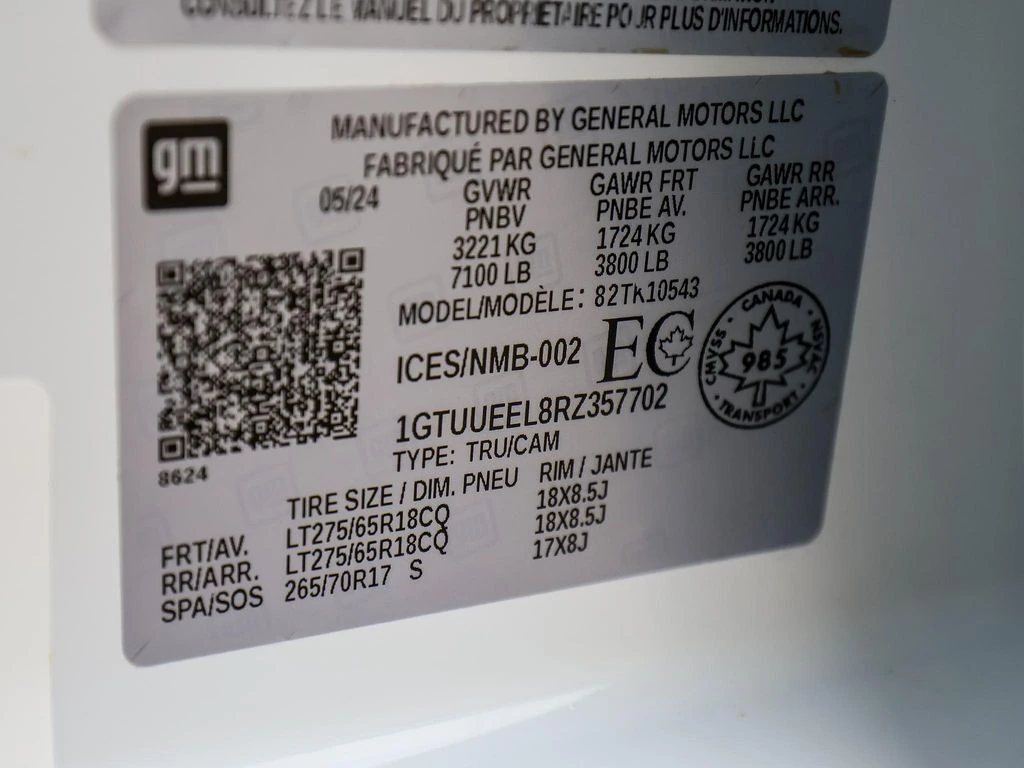 CONSULTEZ LE MANUEL DU PROPRIÉTAIRE POUR PLUS D'INFORMATIONS.
gm
MANUFACTURED BY GENERAL MOTORS LLC
FABRIQUÉ PAR GENERAL MOTORS LLC
05/24 GVWR GAWR FRT GAWR RR
PNBV PNBE AV. PNBE ARR.
3221 KG 1724 KG 1724 KG
7100 LB 3800 LB 3800 LB
MODEL/MODÈLE: 82TK10543
ICES/NMB-002 EC
CANADA
CMVSS 985 NSVAC
TRANSPORT
1GTUUEEL8RZ357702
TYPE: TRU/CAM
8624
TIRE SIZE / DIM. PNEU RIM / JANTE
FRT/AV. LT275/65R18CQ 18X8.5J
RR/ARR. LT275/65R18CQ 18X8.5J
SPA/SOS 265/70R17 S 17X8J